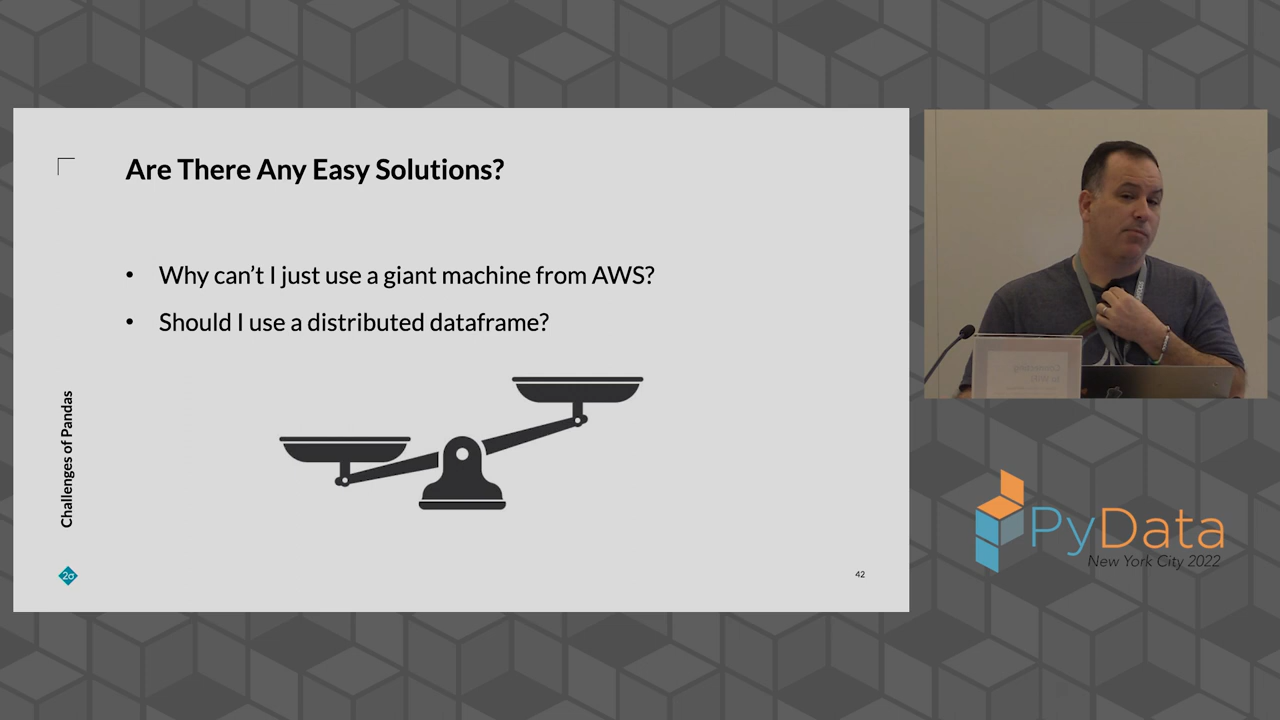 Are There Any Easy Solutions?
• Why can't I just use a giant machine from AWS?
• Should I use a distributed dataframe?
Challenges of Pandas
2σ
42
PyData
New York City 2022